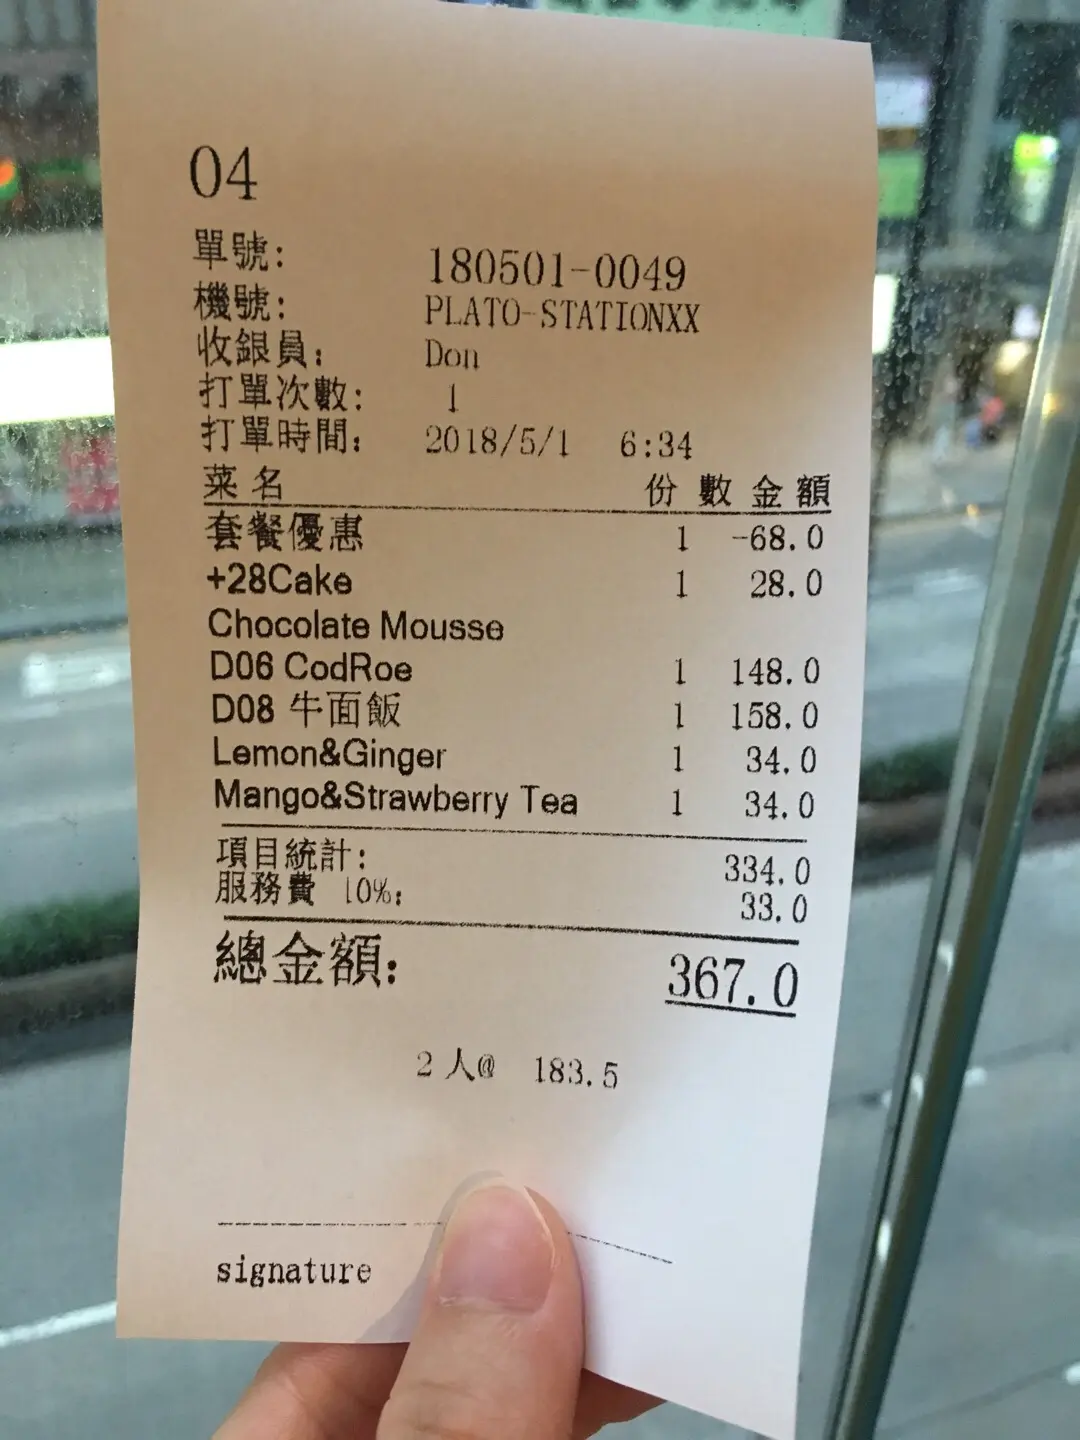 04
單號: 180501-0049
機號: PLATO-STATIONXX
收銀員: Don
打單次數: 1
打單時間: 2018/5/1 6:34
菜名 份數 金額
套餐優惠 1 -68.0
+28Cake 1 28.0
Chocolate Mousse
D06 CodRoe 1 148.0
D08 牛面飯 1 158.0
Lemon&Ginger 1 34.0
Mango&Strawberry Tea 1 34.0
項目統計: 334.0
服務費 10%: 33.0
總金額: 367.0
2 人@ 183.5
signature